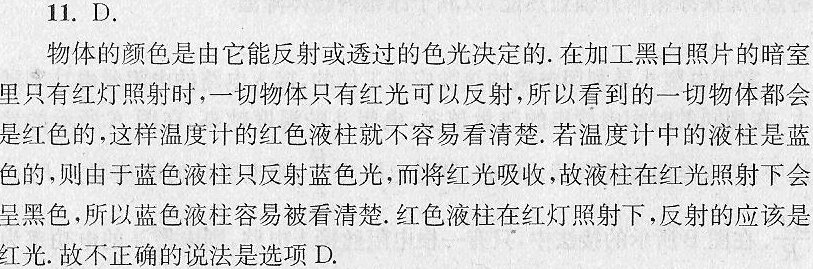 11. D.
物体的颜色是由它能反射或透过的色光决定的. 在加工黑白照片的暗室
里只有红灯照射时,一切物体只有红光可以反射,所以看到的一切物体都会
是红色的,这样温度计的红色液柱就不容易看清楚. 若温度计中的液柱是蓝
色的,则由于蓝色液柱只反射蓝色光,而将红光吸收,故液柱在红光照射下会
呈黑色,所以蓝色液柱容易被看清楚. 红色液柱在红灯照射下,反射的应该是
红光. 故不正确的说法是选项 D.